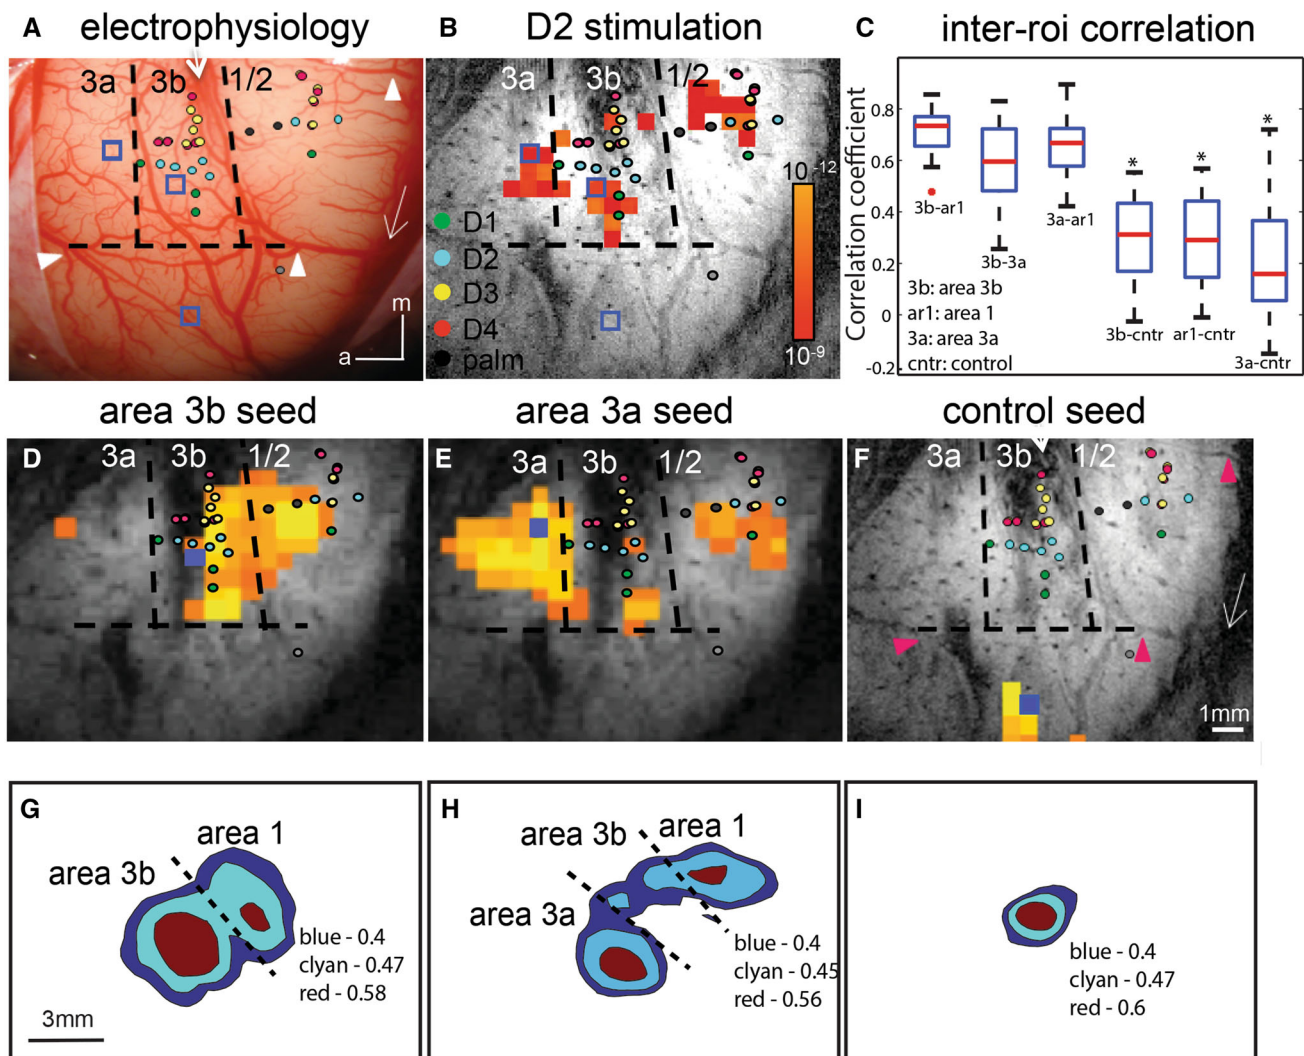 A electrophysiology
3a 3b 1/2
m
a
B D2 stimulation
3a 3b 1/2
D1
D2
D3
D4
palm
10 -12
10-9
C inter-roi correlation
Correlation coefficient
0.8
0.6
0.4
0.2
0
-0.2
3b-ar1
3b-3a
3a-ar1
*
3b-cntr
*
ar1-cntr
*
3a-cntr
3b: area 3b
ar1: area 1
3a: area 3a
cntr: control
area 3b seed
D 3a 3b 1/2
area 3a seed
E 3a 3b 1/2
control seed
F 3a 3b 1/2
1mm
G
area 1
area 3b
blue - 0.4
clyan - 0.47
red - 0.58
3mm
H
area 3b area 1
area 3a
blue - 0.4
clyan - 0.45
red - 0.56
I
blue - 0.4
clyan - 0.47
red - 0.6